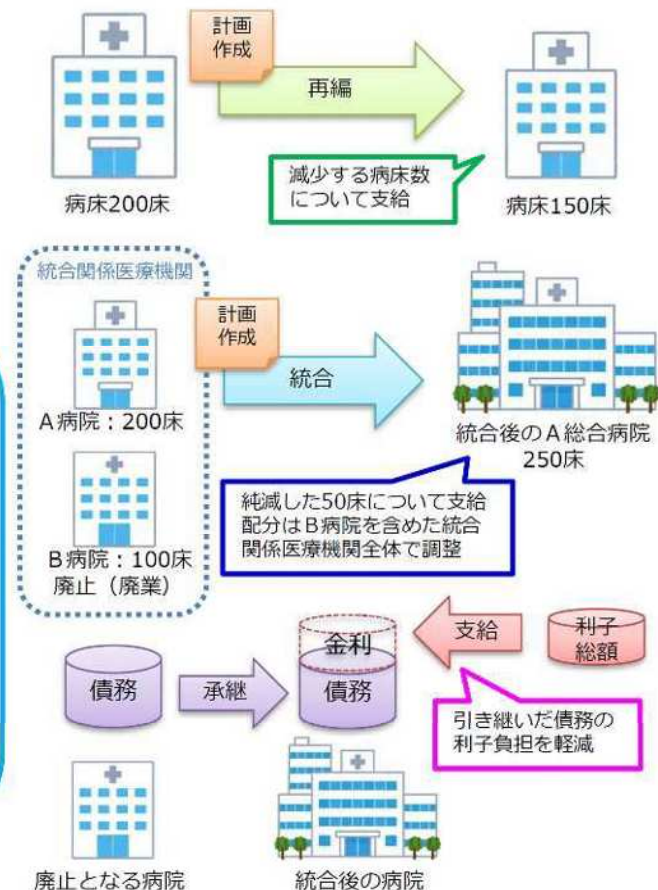 計画
作成
再編
減少する病床数
について支給
病床200床
病床150床
統合関係医療機関
計画
作成
統合
A病院：200床
統合後のA総合病院
250床
B病院：100床
廃止（廃業）
純減した50床について支給
配分はB病院を含めた統合
関係医療機関全体で調整
債務
承継
金利
債務
支給
利子
総額
引き継いだ債務の
利子負担を軽減
廃止となる病院
統合後の病院